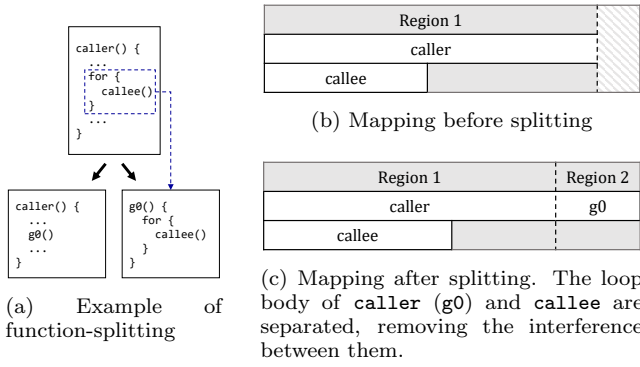 caller() {
...
for {
callee()
}
...
}
caller() {
...
g0()
...
}
g0() {
for {
callee()
}
}
(a) Example of
function-splitting
Region 1
caller
callee
(b) Mapping before splitting
Region 1 Region 2
caller g0
callee
(c) Mapping after splitting. The loop
body of caller (g0) and callee are
separated, removing the interference
between them.